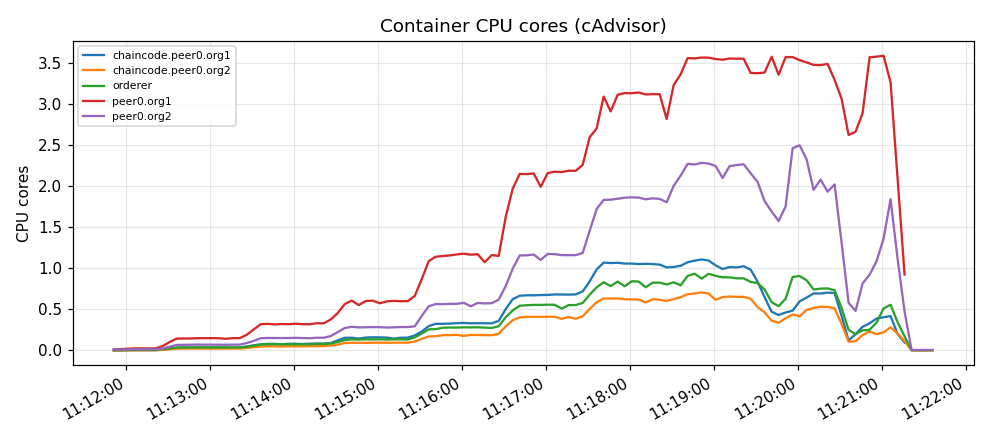 Container CPU cores (cAdvisor)
chaincode.peer0.org1
chaincode.peer0.org2
orderer
peer0.org1
peer0.org2
CPU cores
3.5
3.0
2.5
2.0
1.5
1.0
0.5
0.0
11:12:00
11:13:00
11:14:00
11:15:00
11:16:00
11:17:00
11:18:00
11:19:00
11:20:00
11:21:00
11:22:00